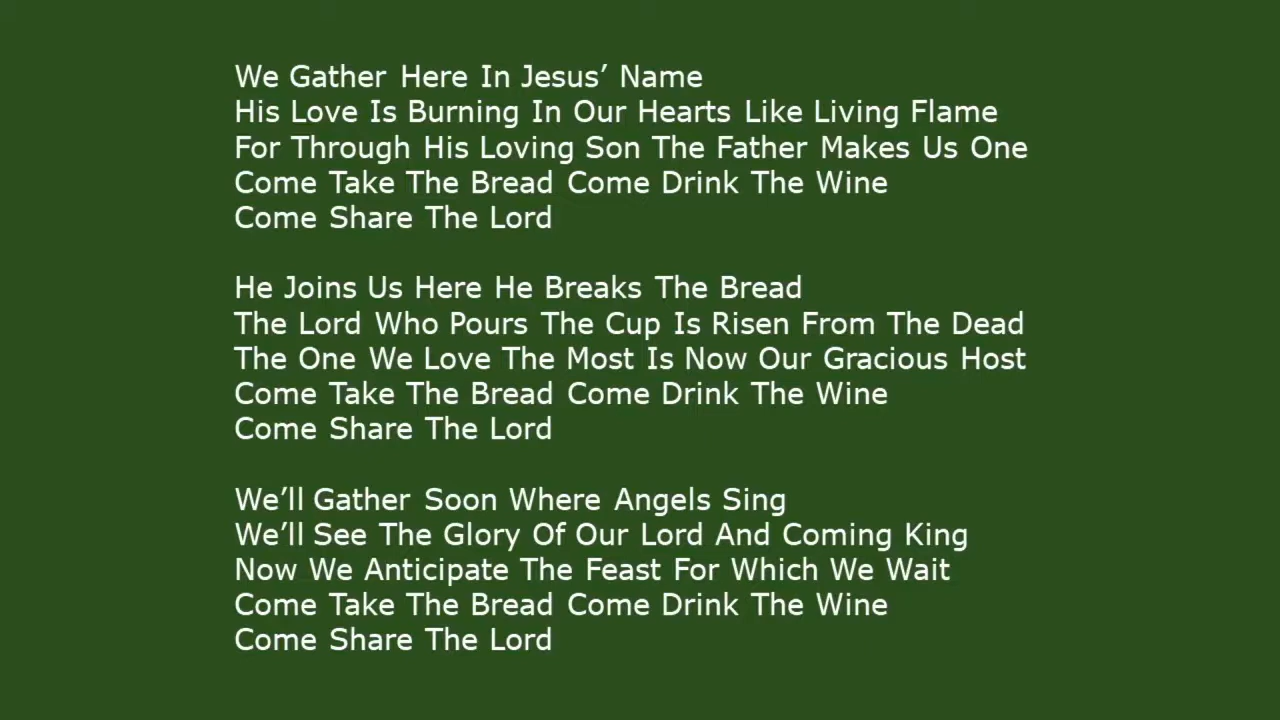 We Gather Here In Jesus’ Name
His Love Is Burning In Our Hearts Like Living Flame
For Through His Loving Son The Father Makes Us One
Come Take The Bread Come Drink The Wine
Come Share The Lord

He Joins Us Here He Breaks The Bread
The Lord Who Pours The Cup Is Risen From The Dead
The One We Love The Most Is Now Our Gracious Host
Come Take The Bread Come Drink The Wine
Come Share The Lord

We’ll Gather Soon Where Angels Sing
We’ll See The Glory Of Our Lord And Coming King
Now We Anticipate The Feast For Which We Wait
Come Take The Bread Come Drink The Wine
Come Share The Lord